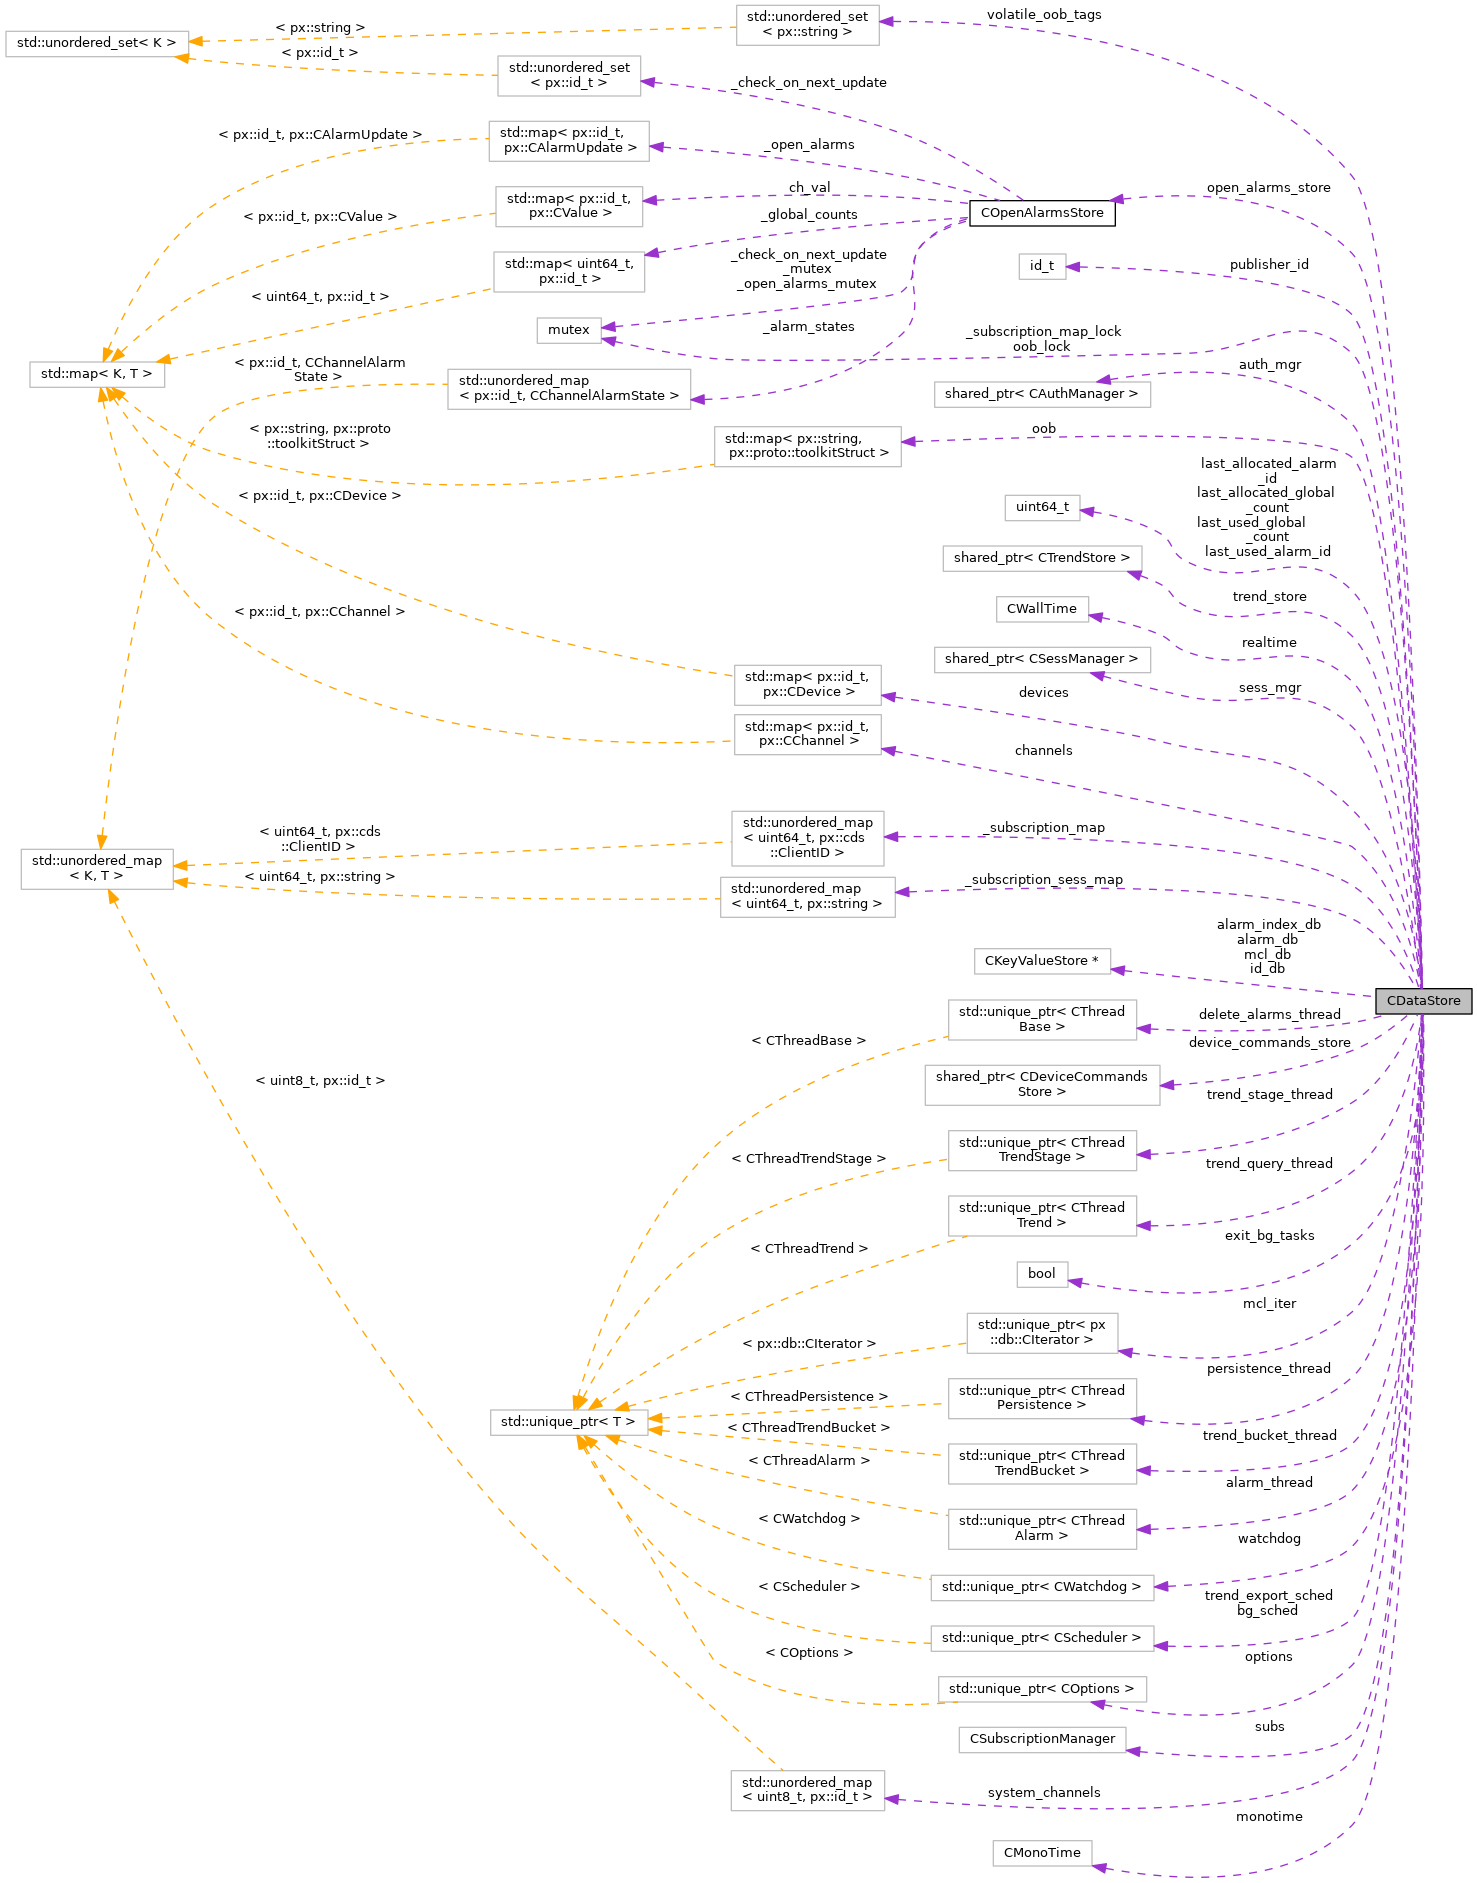 std::unordered_set
< px::string >
volatile_oob_tags
< px::string >
std::unordered_set< K >
< px::id_t >
std::unordered_set
< px::id_t >
_check_on_next_update
< px::id_t, px::CAlarmUpdate >
std::map< px::id_t,
px::CAlarmUpdate >
_open_alarms
ch_val
open_alarms_store
std::map< px::id_t,
px::CValue >
< px::id_t, px::CValue >
_global_counts
COpenAlarmsStore
_check_on_next_update
_mutex
_open_alarms_mutex
std::map< uint64_t,
px::id_t >
id_t
publisher_id
< uint64_t, px::id_t >
mutex
_alarm_states
_subscription_map_lock
oob_lock
< px::id_t, CChannelAlarm
State >
std::map< K, T >
std::unordered_map
< px::id_t, CChannelAlarmState >
auth_mgr
shared_ptr< CAuthManager >
< px::string, px::proto
::toolkitStruct >
std::map< px::string,
px::proto::toolkitStruct >
oob
last_allocated_alarm
_id
last_allocated_global
_count
last_used_global
_count
last_used_alarm_id
< px::id_t, px::CDevice >
uint64_t
shared_ptr< CTrendStore >
trend_store
< px::id_t, px::CChannel >
CWallTime
realtime
shared_ptr< CSessManager >
sess_mgr
std::map< px::id_t,
px::CDevice >
devices
std::map< px::id_t,
px::CChannel >
channels
< uint64_t, px::cds
::ClientID >
std::unordered_map
< uint64_t, px::cds
::ClientID >
_subscription_map
std::unordered_map
< K, T >
< uint64_t, px::string >
std::unordered_map
< uint64_t, px::string >
_subscription_sess_map
alarm_index_db
alarm_db
mcl_db
id_db
CKeyValueStore *
CDataStore
std::unique_ptr< CThread
Base >
delete_alarms_thread
< CThreadBase >
device_commands_store
< uint8_t, px::id_t >
shared_ptr< CDeviceCommands
Store >
trend_stage_thread
std::unique_ptr< CThread
TrendStage >
< CThreadTrendStage >
trend_query_thread
std::unique_ptr< CThread
Trend >
exit_bg_tasks
< CThreadTrend >
bool
mcl_iter
std::unique_ptr< px
::db::CIterator >
< px::db::CIterator >
persistence_thread
< CThreadPersistence >
std::unique_ptr< CThread
Persistence >
std::unique_ptr< T >
< CThreadTrendBucket >
trend_bucket_thread
std::unique_ptr< CThread
TrendBucket >
< CThreadAlarm >
alarm_thread
std::unique_ptr< CThread
Alarm >
< CWatchdog >
watchdog
std::unique_ptr< CWatchdog >
< CScheduler >
trend_export_sched
bg_sched
std::unique_ptr< CScheduler >
< COptions >
options
std::unique_ptr< COptions >
subs
CSubscriptionManager
std::unordered_map
< uint8_t, px::id_t >
system_channels
monotime
CMonoTime